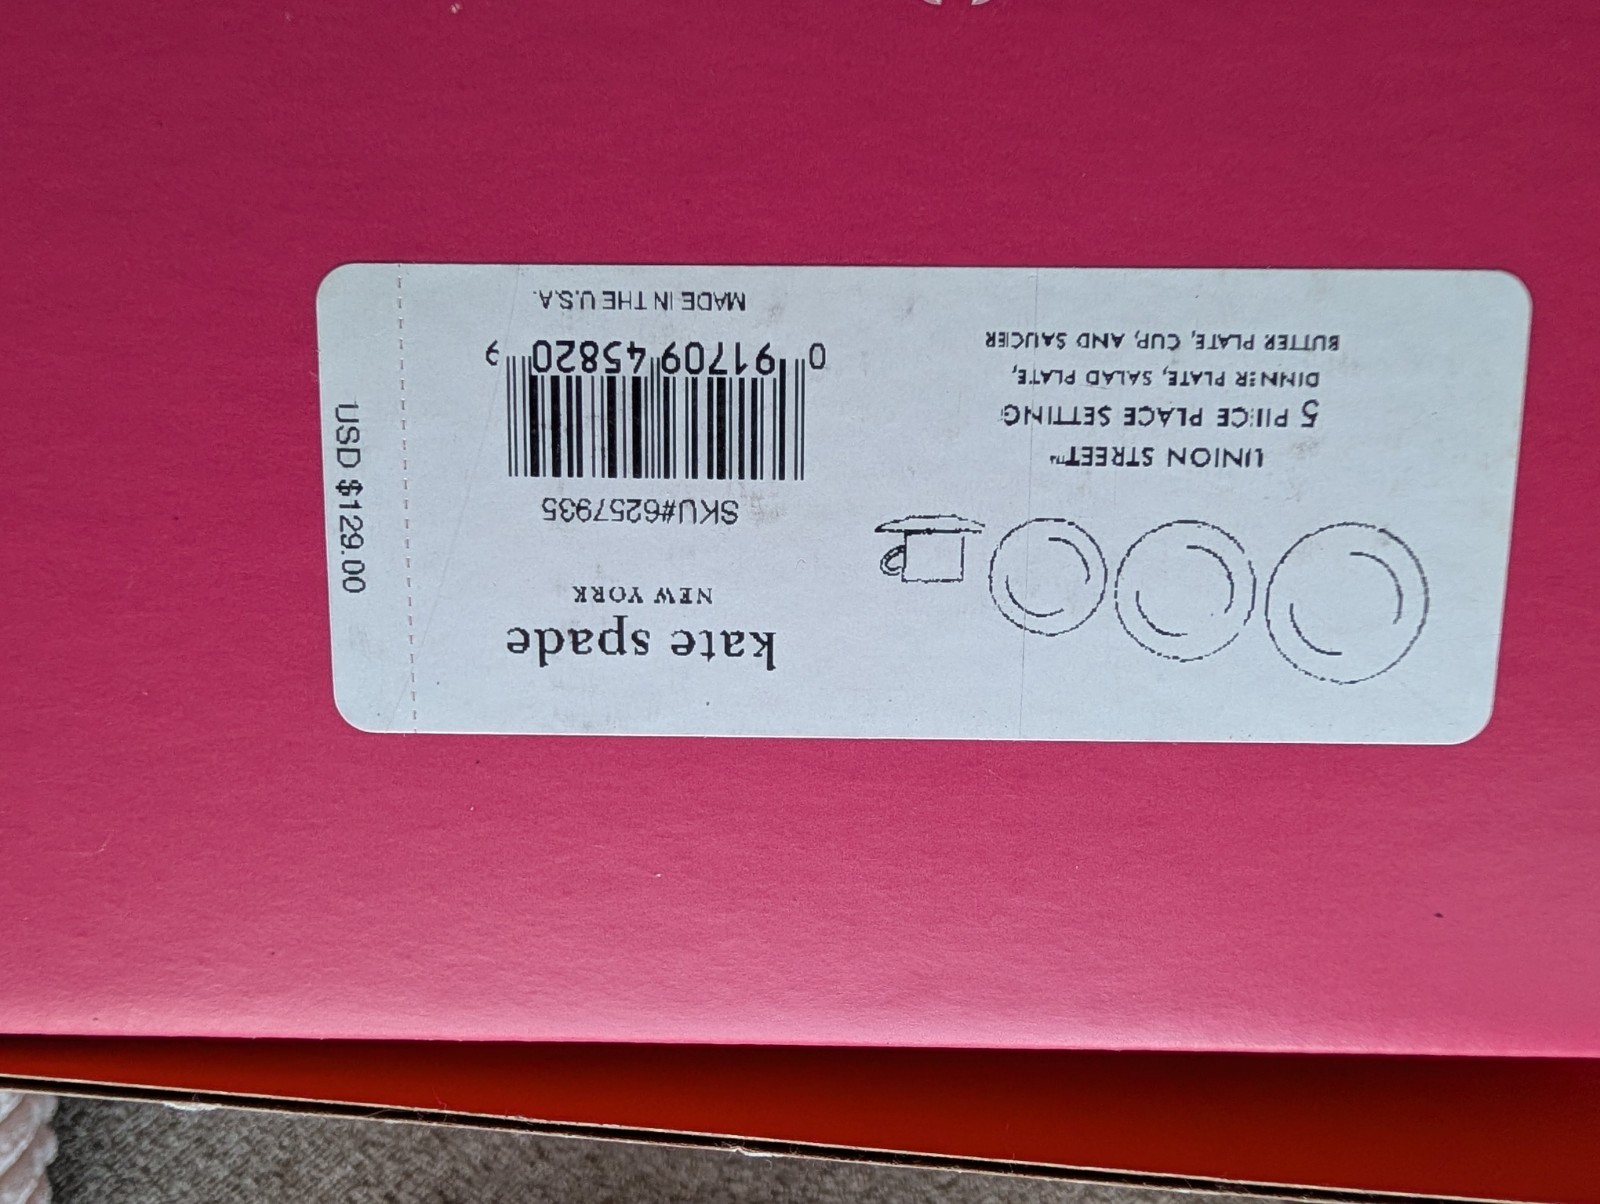 UNION STREET™
5 PIECE PLACE SETTING
DINNER PLATE, SALAD PLATE,
BUTTER PLATE, CUP, AND SAUCER
kate spade
NEW YORK
SKU#6257935
0 91709 45820 9
MADE IN THE U.S.A.
USD $129.00